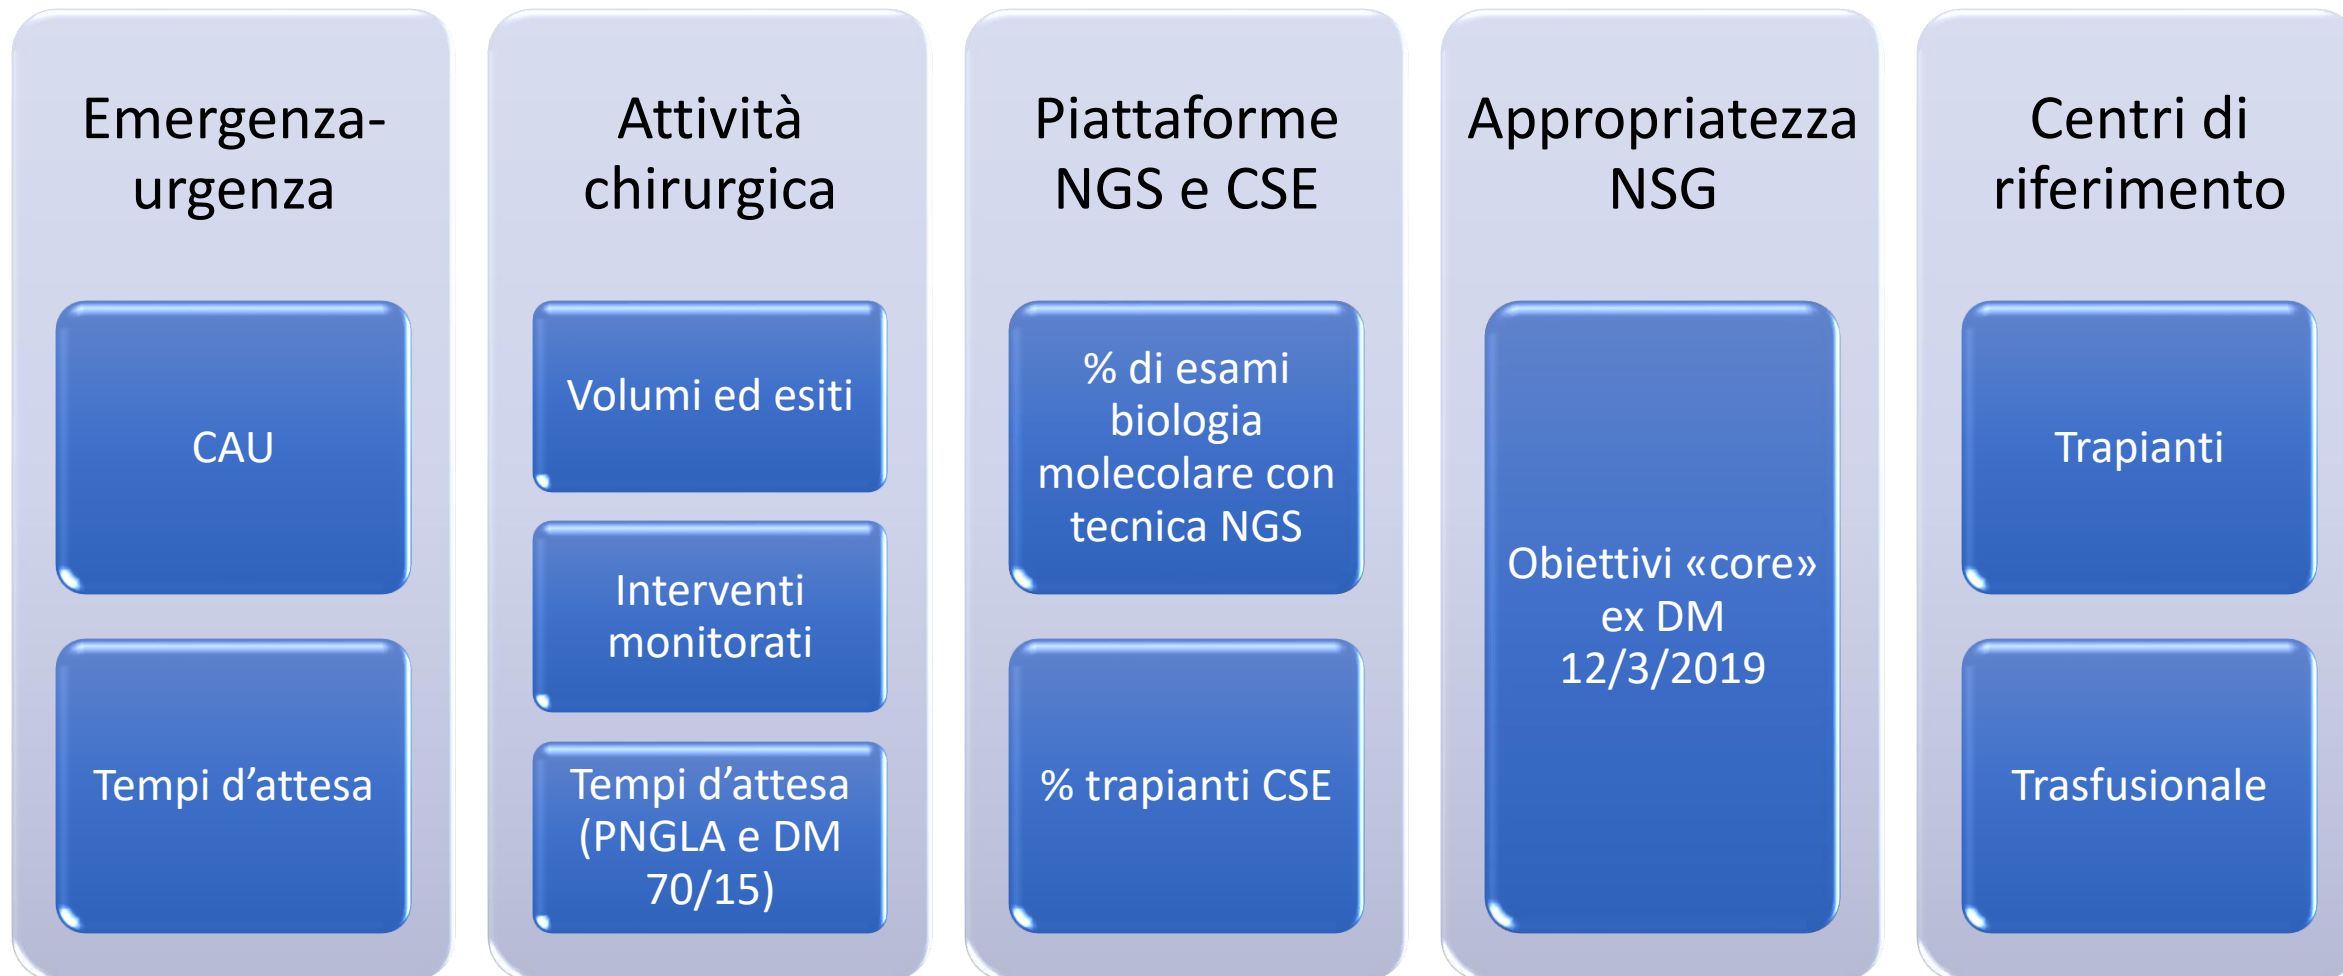 Emergenza-
urgenza
CAU
Tempi d’attesa
Attività
chirurgica
Volumi ed esiti
Interventi
monitorati
Tempi d’attesa
(PNGLA e DM
70/15)
Piattaforme
NGS e CSE
% di esami
biologia
molecolare con
tecnica NGS
% trapianti CSE
Appropriatezza
NSG
Obiettivi «core»
ex DM
12/3/2019
Centri di
riferimento
Trapianti
Trasfusionale